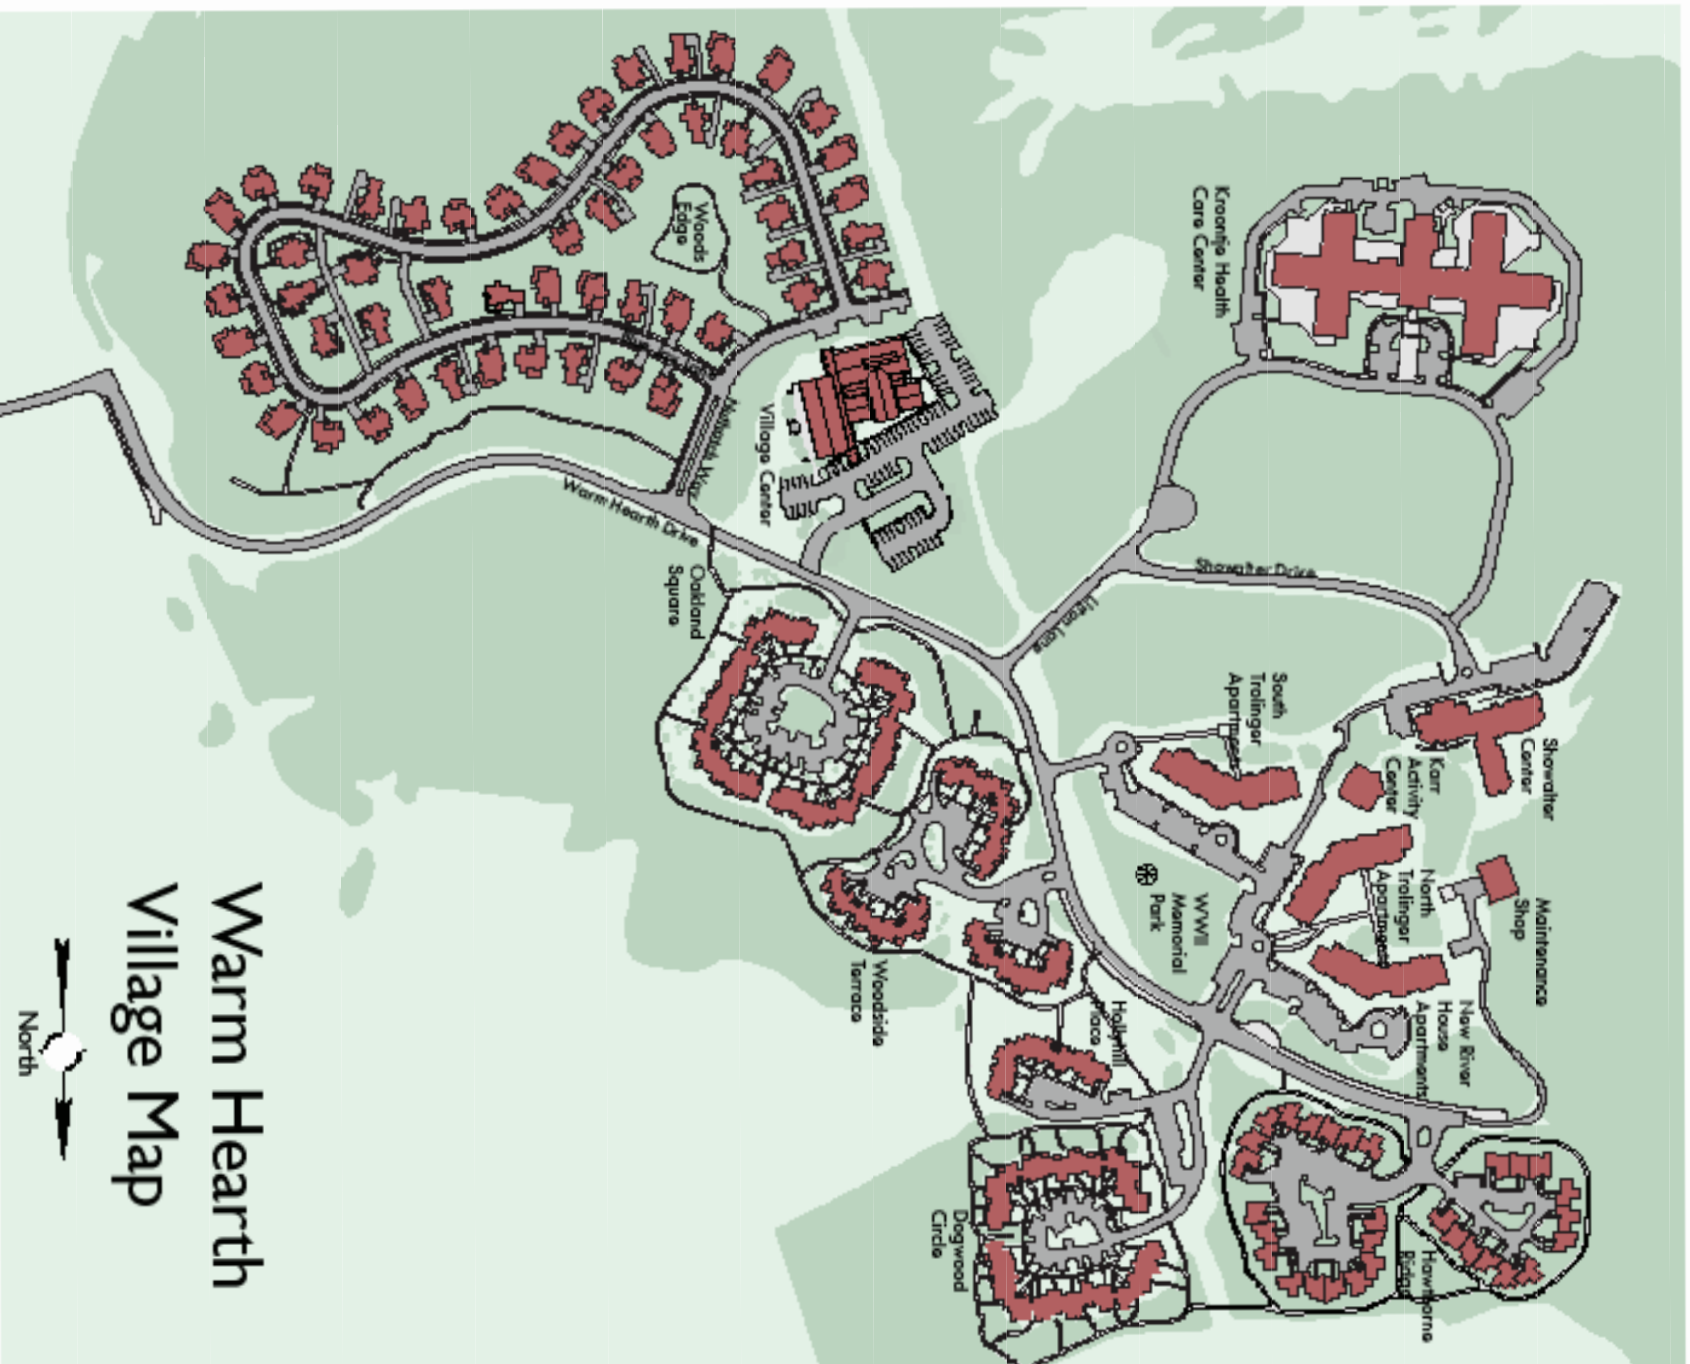 Kroontje Health
Care Center
Woods
Edge
Village Center
Warm Hearth Drive
Oakland
Square
Showalter Drive
South
Trolinger
Apartments
Showalter
Center
Karr
Activity
Center
North
Trolinger
Apartments
Maintenance
Shop
WWII
Memorial
Park
New River
House
Apartments
Woodside
Terrace
Hollyhill
Place
Dogwood
Circle
Hawthorne
Ridge
Warm Hearth
Village Map
North